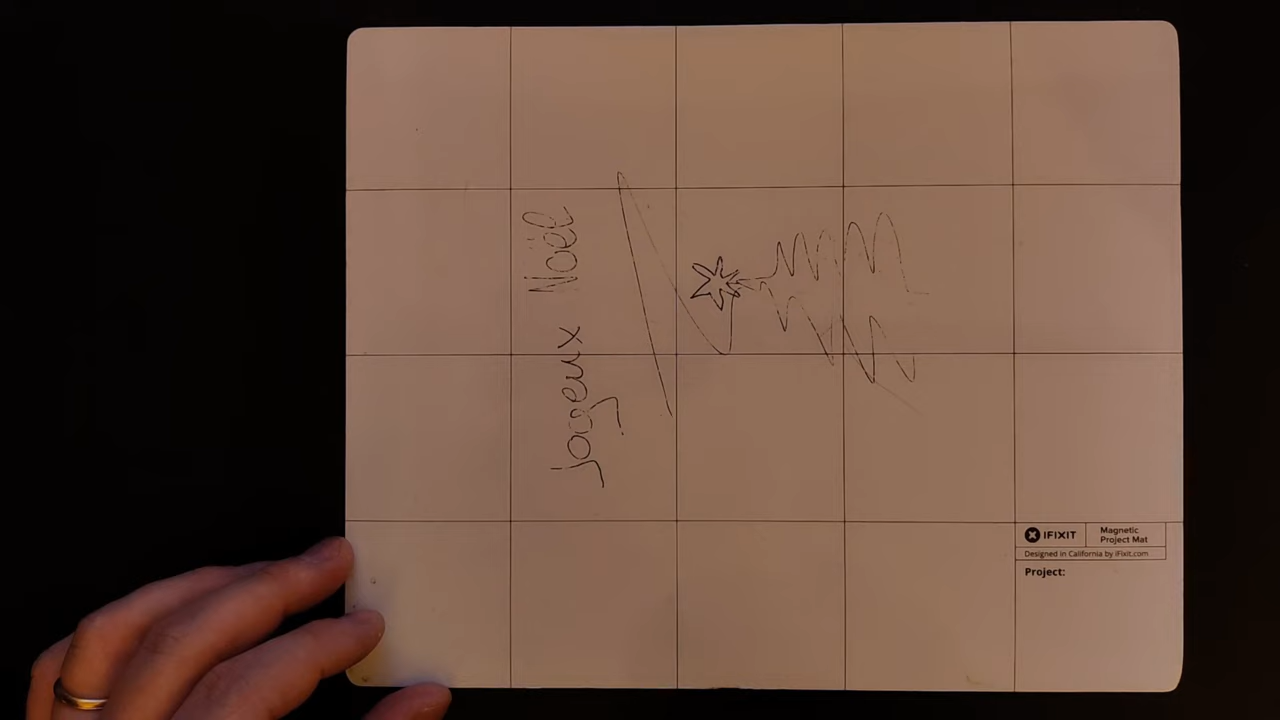 Joyeux Noël
IFIXIT
Magnetic
Project Mat
Designed in California by iFixit.com
Project: